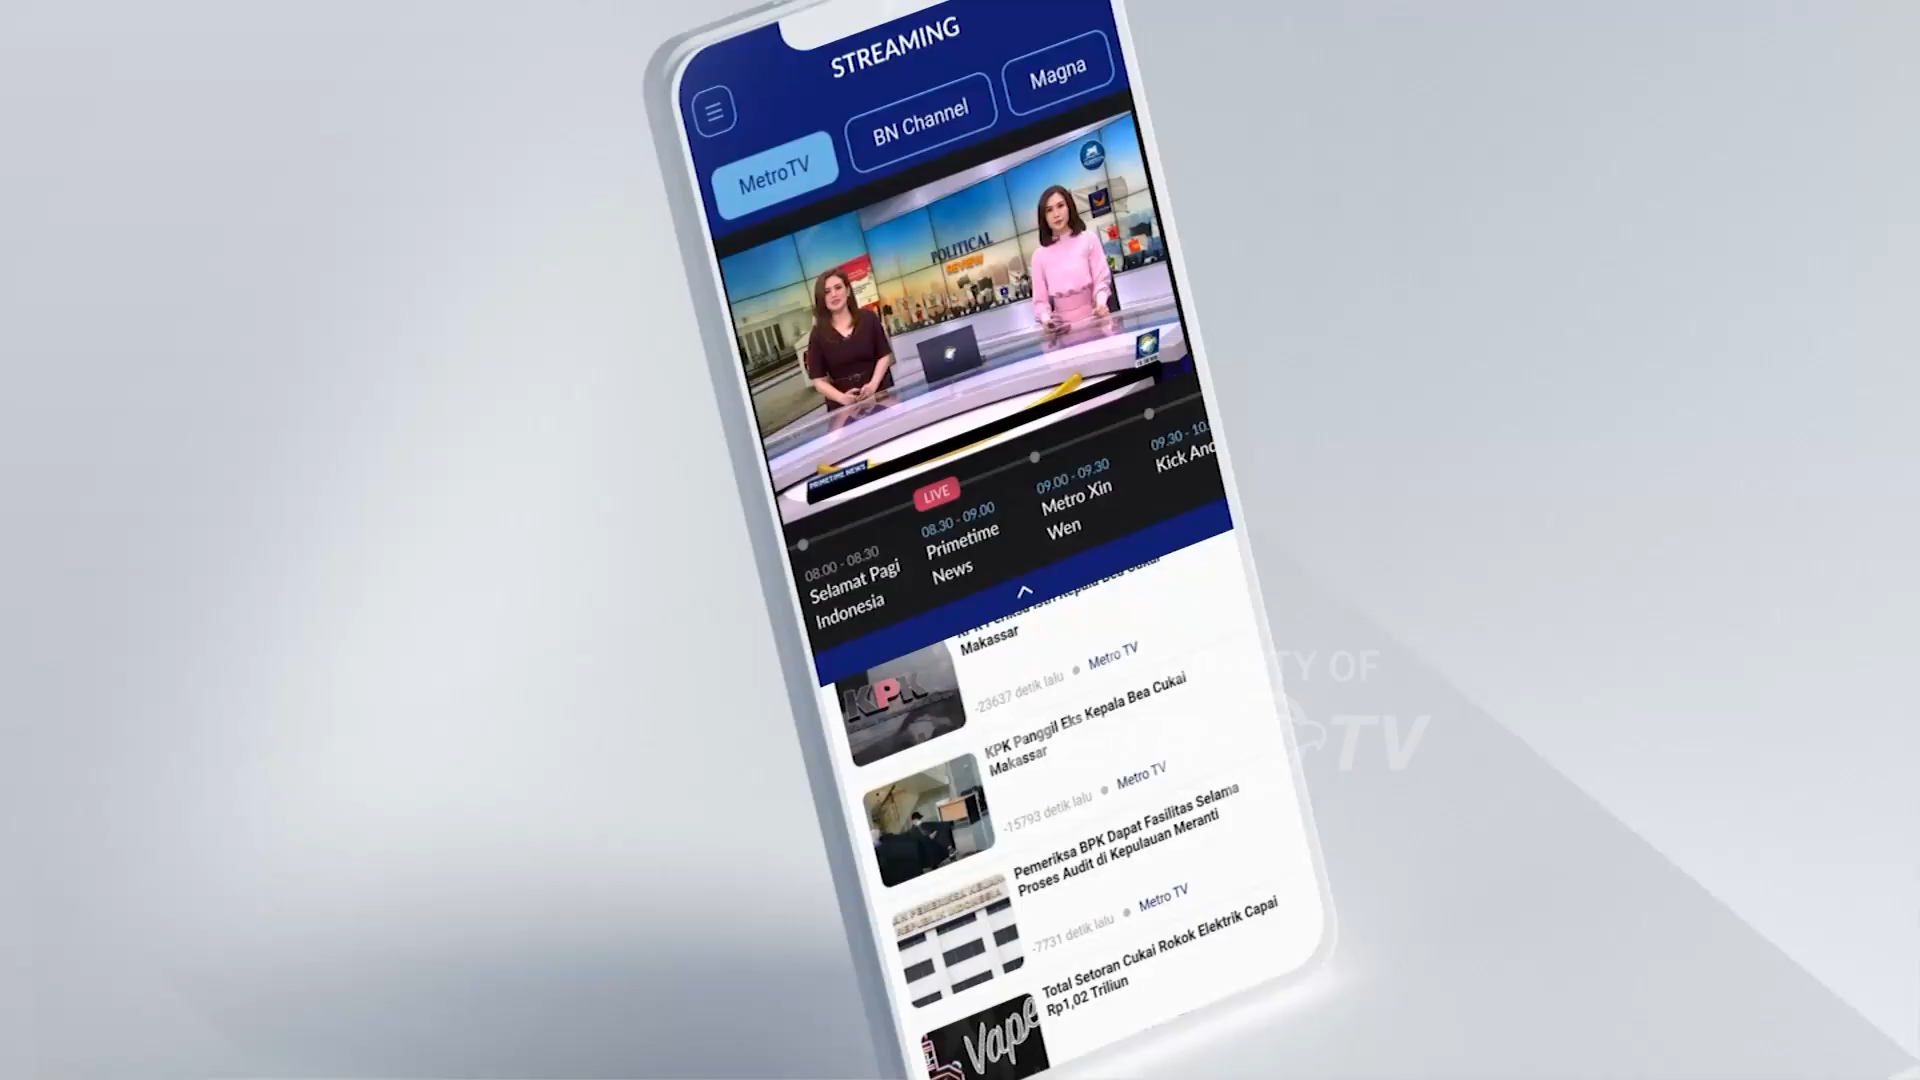 STREAMING
MetroTV
BN Channel
Magna
POLITICAL
REVIEW
PRIMETIME NEWS
LIVE
08.00 - 08.30
Selamat Pagi
Indonesia
08.30 - 09.00
Primetime
News
09.00 - 09.30
Metro Xin
Wen
09.30 - 10.
Kick And
Makassar
KPK
-23637 detik lalu • Metro TV
KPK Panggil Eks Kepala Bea Cukai
Makassar
-15793 detik lalu • Metro TV
Pemeriksa BPK Dapat Fasilitas Selama
Proses Audit di Kepulauan Meranti
-7731 detik lalu • Metro TV
Total Setoran Cukai Rokok Elektrik Capai
Rp1,02 Triliun
Vape
TY OF
TV